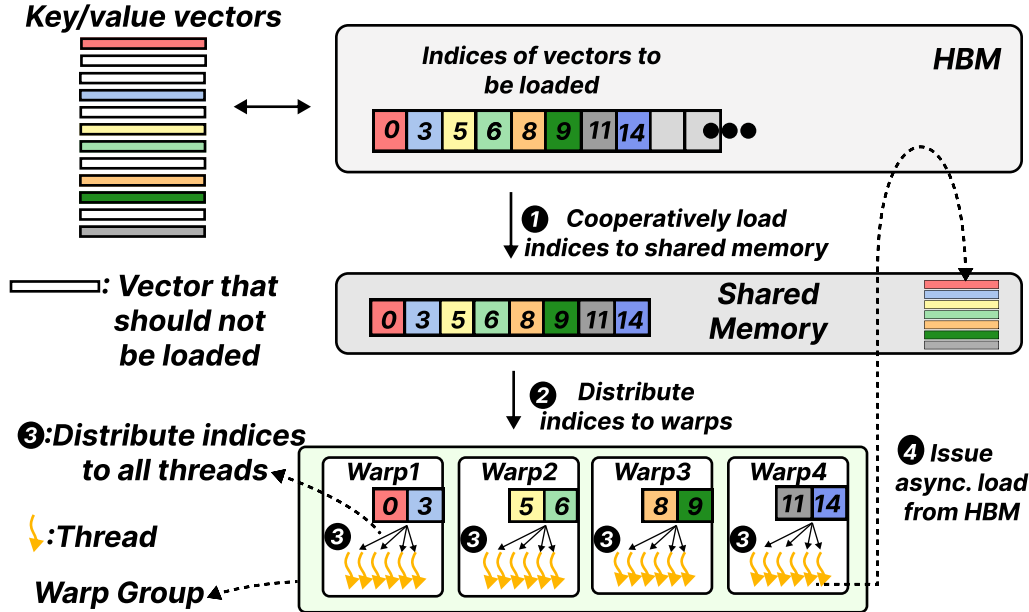 Key/value vectors
Indices of vectors to
be loaded
HBM
0 3 5 6 8 9 11 14
1 Cooperatively load
indices to shared memory
: Vector that
should not
be loaded
0 3 5 6 8 9 11 14
Shared
Memory
2 Distribute
indices to warps
3:Distribute indices
to all threads
Warp1 Warp2 Warp3 Warp4
0 3 5 6 8 9 11 14
3 3 3 3
4 Issue
async. load
from HBM
:Thread
Warp Group